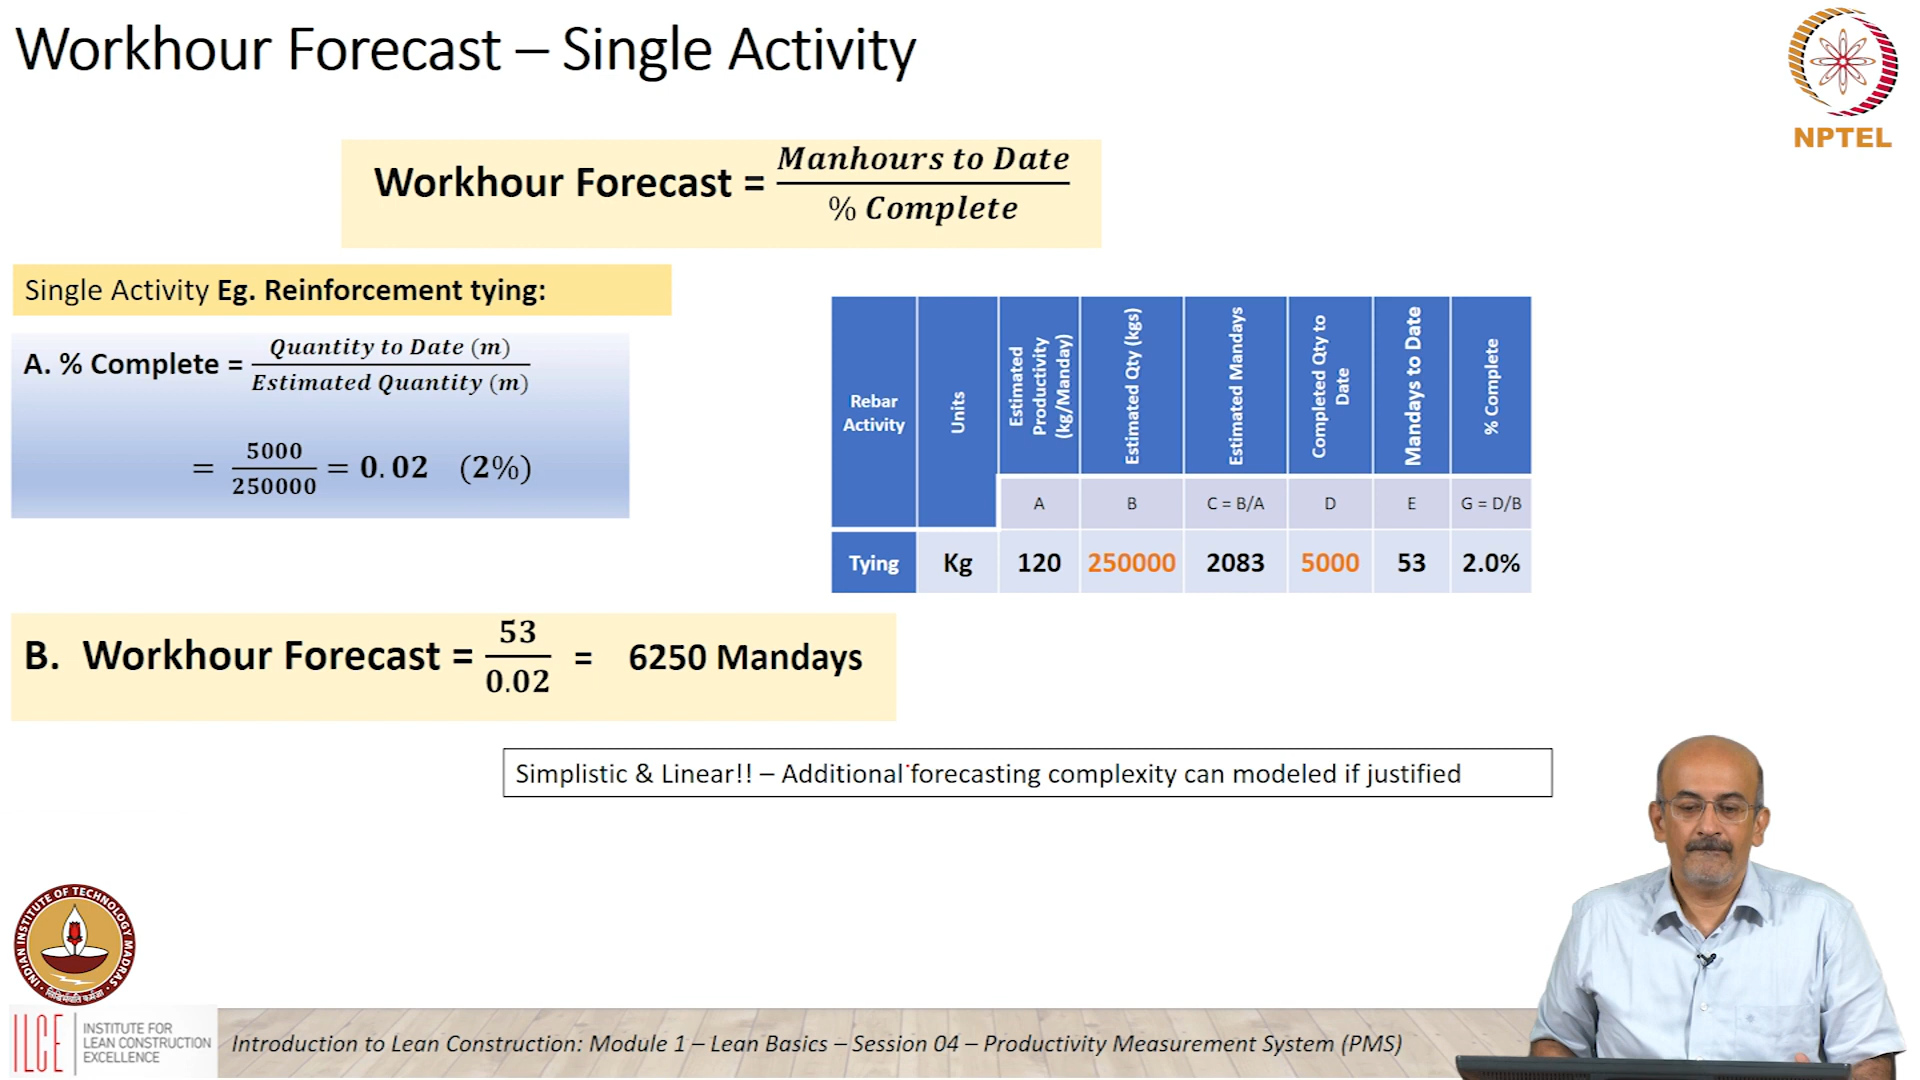 Workhour Forecast – Single Activity
NPTEL
Workhour Forecast = Manhours to Date / % Complete
Single Activity Eg. Reinforcement tying:
A. % Complete = Quantity to Date (m) / Estimated Quantity (m)
= 5000 / 250000 = 0.02 (2%)
Rebar Activity Units Estimated Productivity (kg/Manday) Estimated Qty (kgs) Estimated Mandays Completed Qty to Date Mandays to Date % Complete
A B C = B/A D E G = D/B
Tying Kg 120 250000 2083 5000 53 2.0%
B. Workhour Forecast = 53 / 0.02 = 6250 Mandays
Simplistic & Linear!! – Additional forecasting complexity can modeled if justified
INDIAN INSTITUTE OF TECHNOLOGY MADRAS
ILCE
INSTITUTE FOR
LEAN CONSTRUCTION
EXCELLENCE
Introduction to Lean Construction: Module 1 – Lean Basics – Session 04 – Productivity Measurement System (PMS)